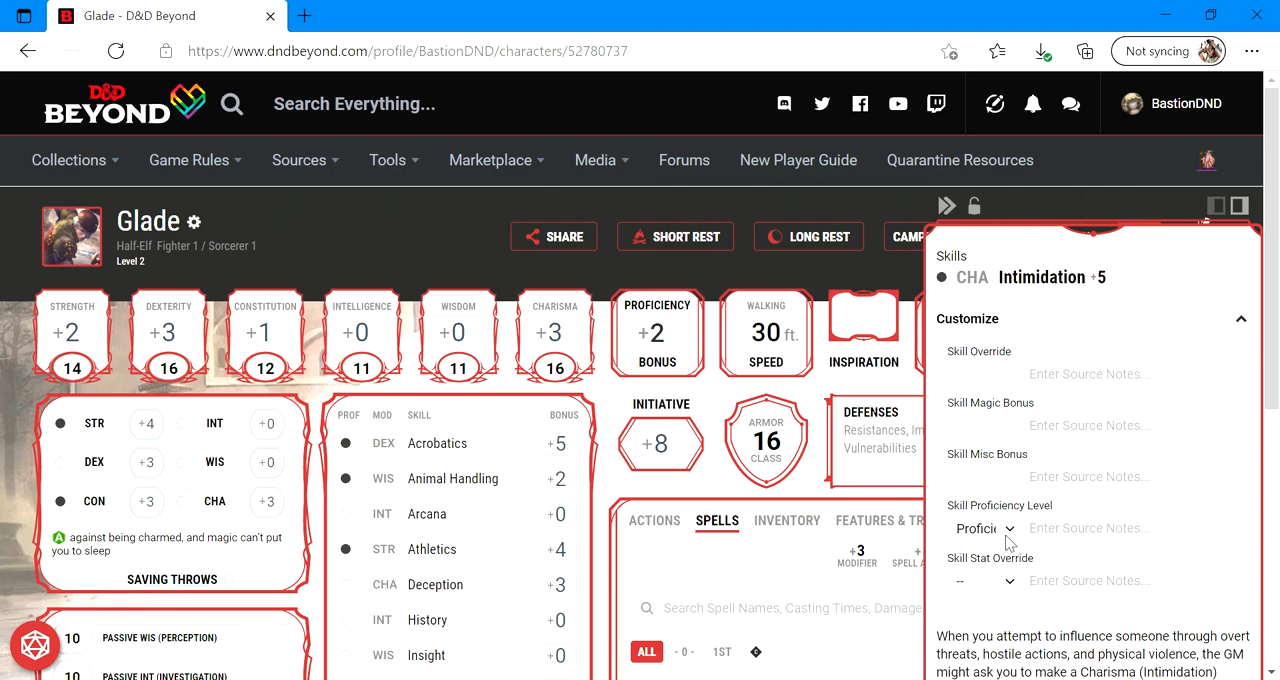 Glade - D&D Beyond
https://www.dndbeyond.com/profile/BastionDND/characters/52780737
Not syncing
D&D
BEYOND
Search Everything...
BastionDND
Collections
Game Rules
Sources
Tools
Marketplace
Media
Forums
New Player Guide
Quarantine Resources
Glade
Half-Elf Fighter 1 / Sorcerer 1
Level 2
SHARE
SHORT REST
LONG REST
CAMP
STRENGTH
+2
14
DEXTERITY
+3
16
CONSTITUTION
+1
12
INTELLIGENCE
+0
11
WISDOM
+0
11
CHARISMA
+3
16
PROFICIENCY
+2
BONUS
WALKING
30 ft.
SPEED
INSPIRATION
STR +4 INT +0
DEX +3 WIS +0
CON +3 CHA +3
A against being charmed, and magic can't put
you to sleep
SAVING THROWS
10 PASSIVE WIS (PERCEPTION)
10 PASSIVE INT (INVESTIGATION)
PROF MOD SKILL BONUS
DEX Acrobatics +5
WIS Animal Handling +2
INT Arcana +0
STR Athletics +4
CHA Deception +3
INT History +0
WIS Insight +0
INITIATIVE
+8
ARMOR
16
CLASS
DEFENSES
Resistances, Im
Vulnerabilities
ACTIONS SPELLS INVENTORY FEATURES & TR
+3
MODIFIER
+
SPELL A
Search Spell Names, Casting Times, Damage
ALL - 0 - 1ST C
Skills
CHA Intimidation +5
Customize
Skill Override
Enter Source Notes...
Skill Magic Bonus
Enter Source Notes...
Skill Misc Bonus
Enter Source Notes...
Skill Proficiency Level
Proficie Enter Source Notes...
Skill Stat Override
-- Enter Source Notes...
When you attempt to influence someone through overt
threats, hostile actions, and physical violence, the GM
might ask you to make a Charisma (Intimidation)